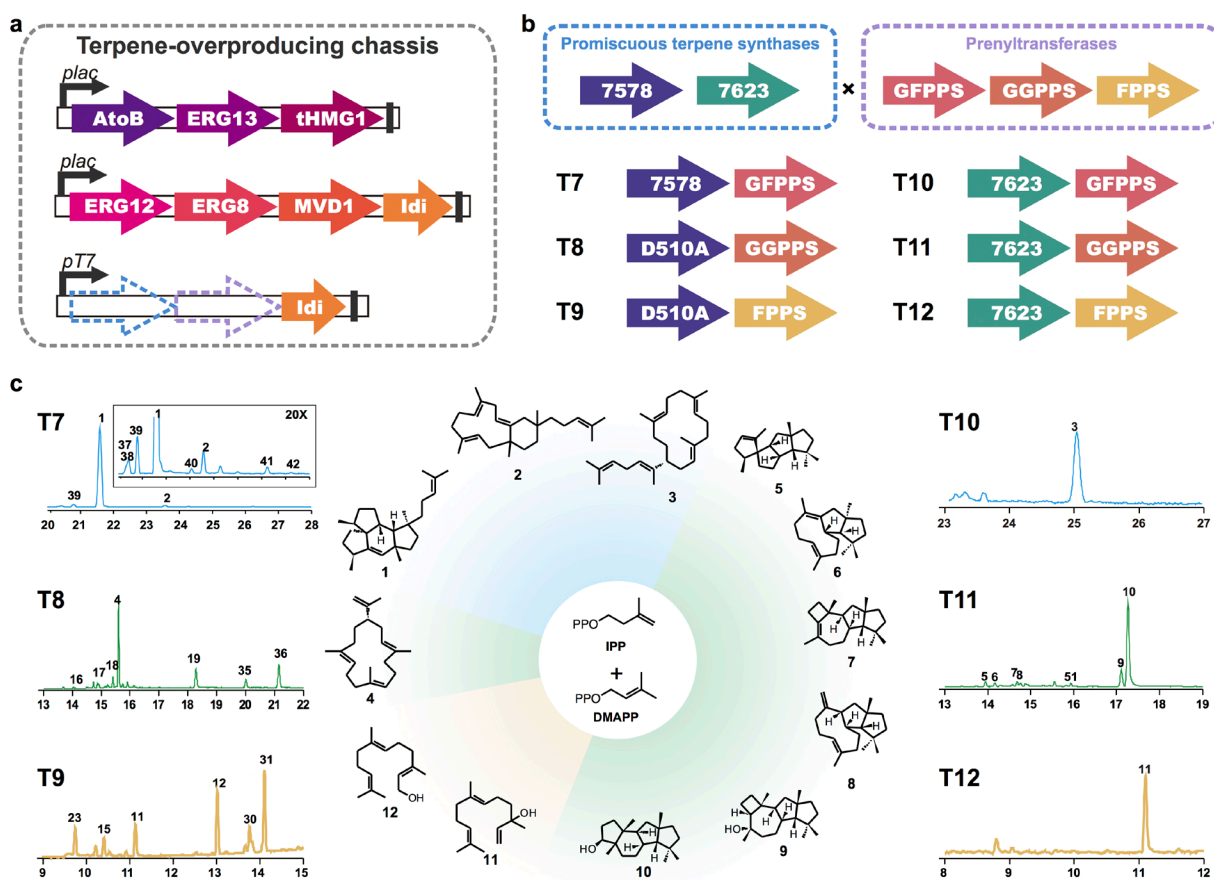 a
Terpene-overproducing chassis
plac
AtoB ERG13 tHMG1
plac
ERG12 ERG8 MVD1 Idi
pT7
Idi
b
Promiscuous terpene synthases
7578 7623
×
Prenyltransferases
GFPPS GGPPS FPPS
T7 7578 GFPPS
T8 D510A GGPPS
T9 D510A FPPS
T10 7623 GFPPS
T11 7623 GGPPS
T12 7623 FPPS
c
T7
1
39
2
20X
37
38
39
1
40
2
41
42
20 21 22 23 24 25 26 27 28
T8
4
16
17
18
19
35
36
13 14 15 16 17 18 19 20 21 22
T9
23
15
11
12
30
31
9 10 11 12 13 14 15
H
H
1
2
3
H
5
H
H
6
H
H
7
H
H
8
H
H
HO
9
H
H
HO
10
OH
11
OH
12
4
PPO
IPP
+
PPO
DMAPP
T10
3
23 24 25 26 27
T11
5
6
7
8
51
9
10
13 14 15 16 17 18 19
T12
11
8 9 10 11 12